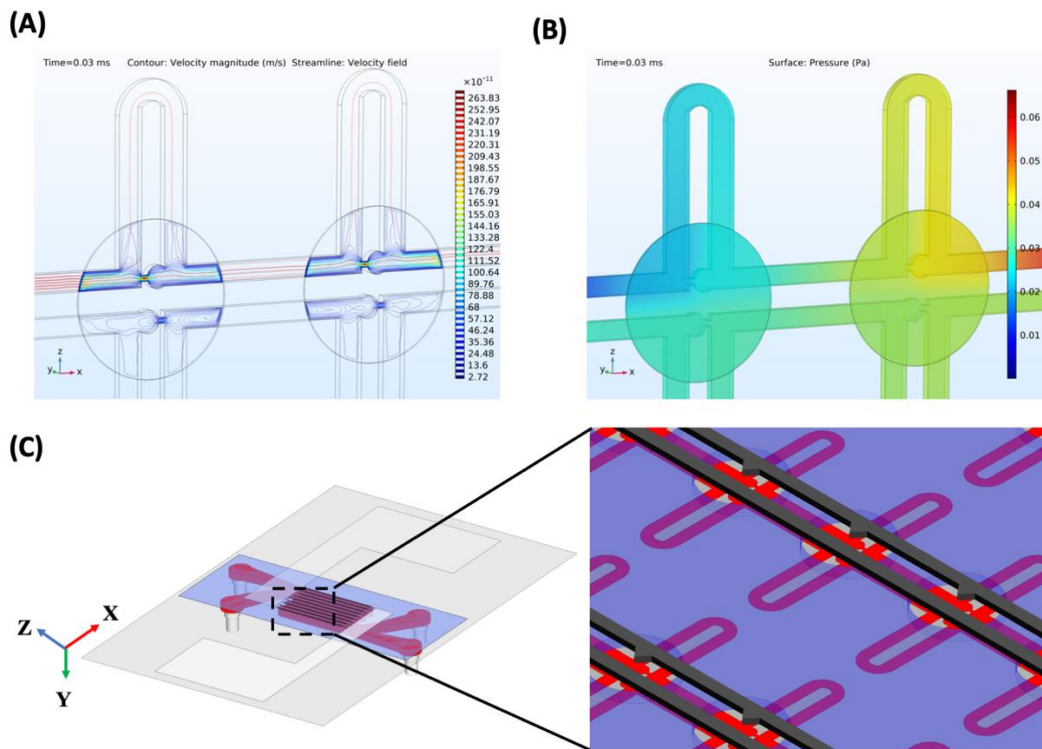 (A)
Time=0.03 ms Contour: Velocity magnitude (m/s) Streamline: Velocity field
×10⁻¹¹
263.83
252.95
242.07
231.19
220.31
209.43
198.55
187.67
176.79
165.91
155.03
144.16
133.28
122.4
111.52
100.64
89.76
78.88
68
57.12
46.24
35.36
24.48
13.6
2.72
z
y x
(B)
Time=0.03 ms Surface: Pressure (Pa)
0.06
0.05
0.04
0.03
0.02
0.01
z
y x
(C)
X
Z
Y